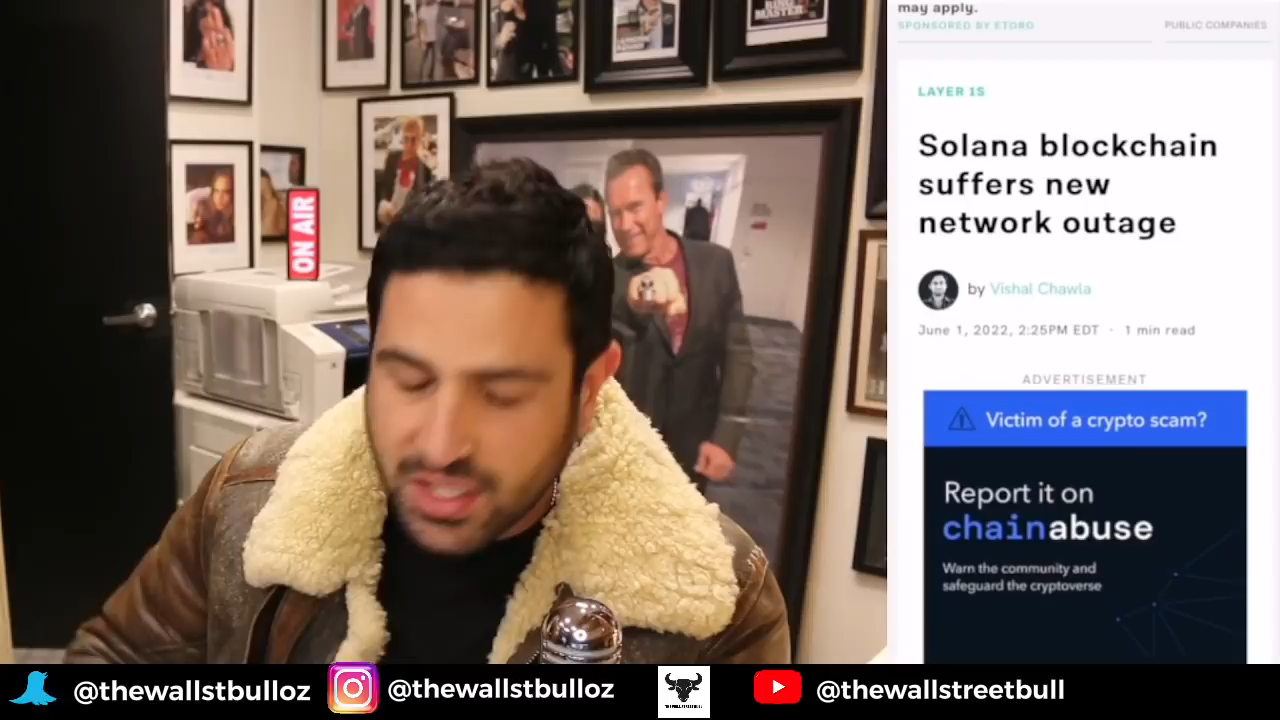 may apply.
SPONSORED BY ETORO
PUBLIC COMPANIES
LAYER 1S
Solana blockchain
suffers new
network outage
by Vishal Chawla
June 1, 2022, 2:25PM EDT · 1 min read
ADVERTISEMENT
Victim of a crypto scam?
Report it on
chainabuse
Warn the community and
safeguard the cryptoverse
ON AIR
MASTER
@thewallstbulloz
@thewallstbulloz
@thewallstreetbull